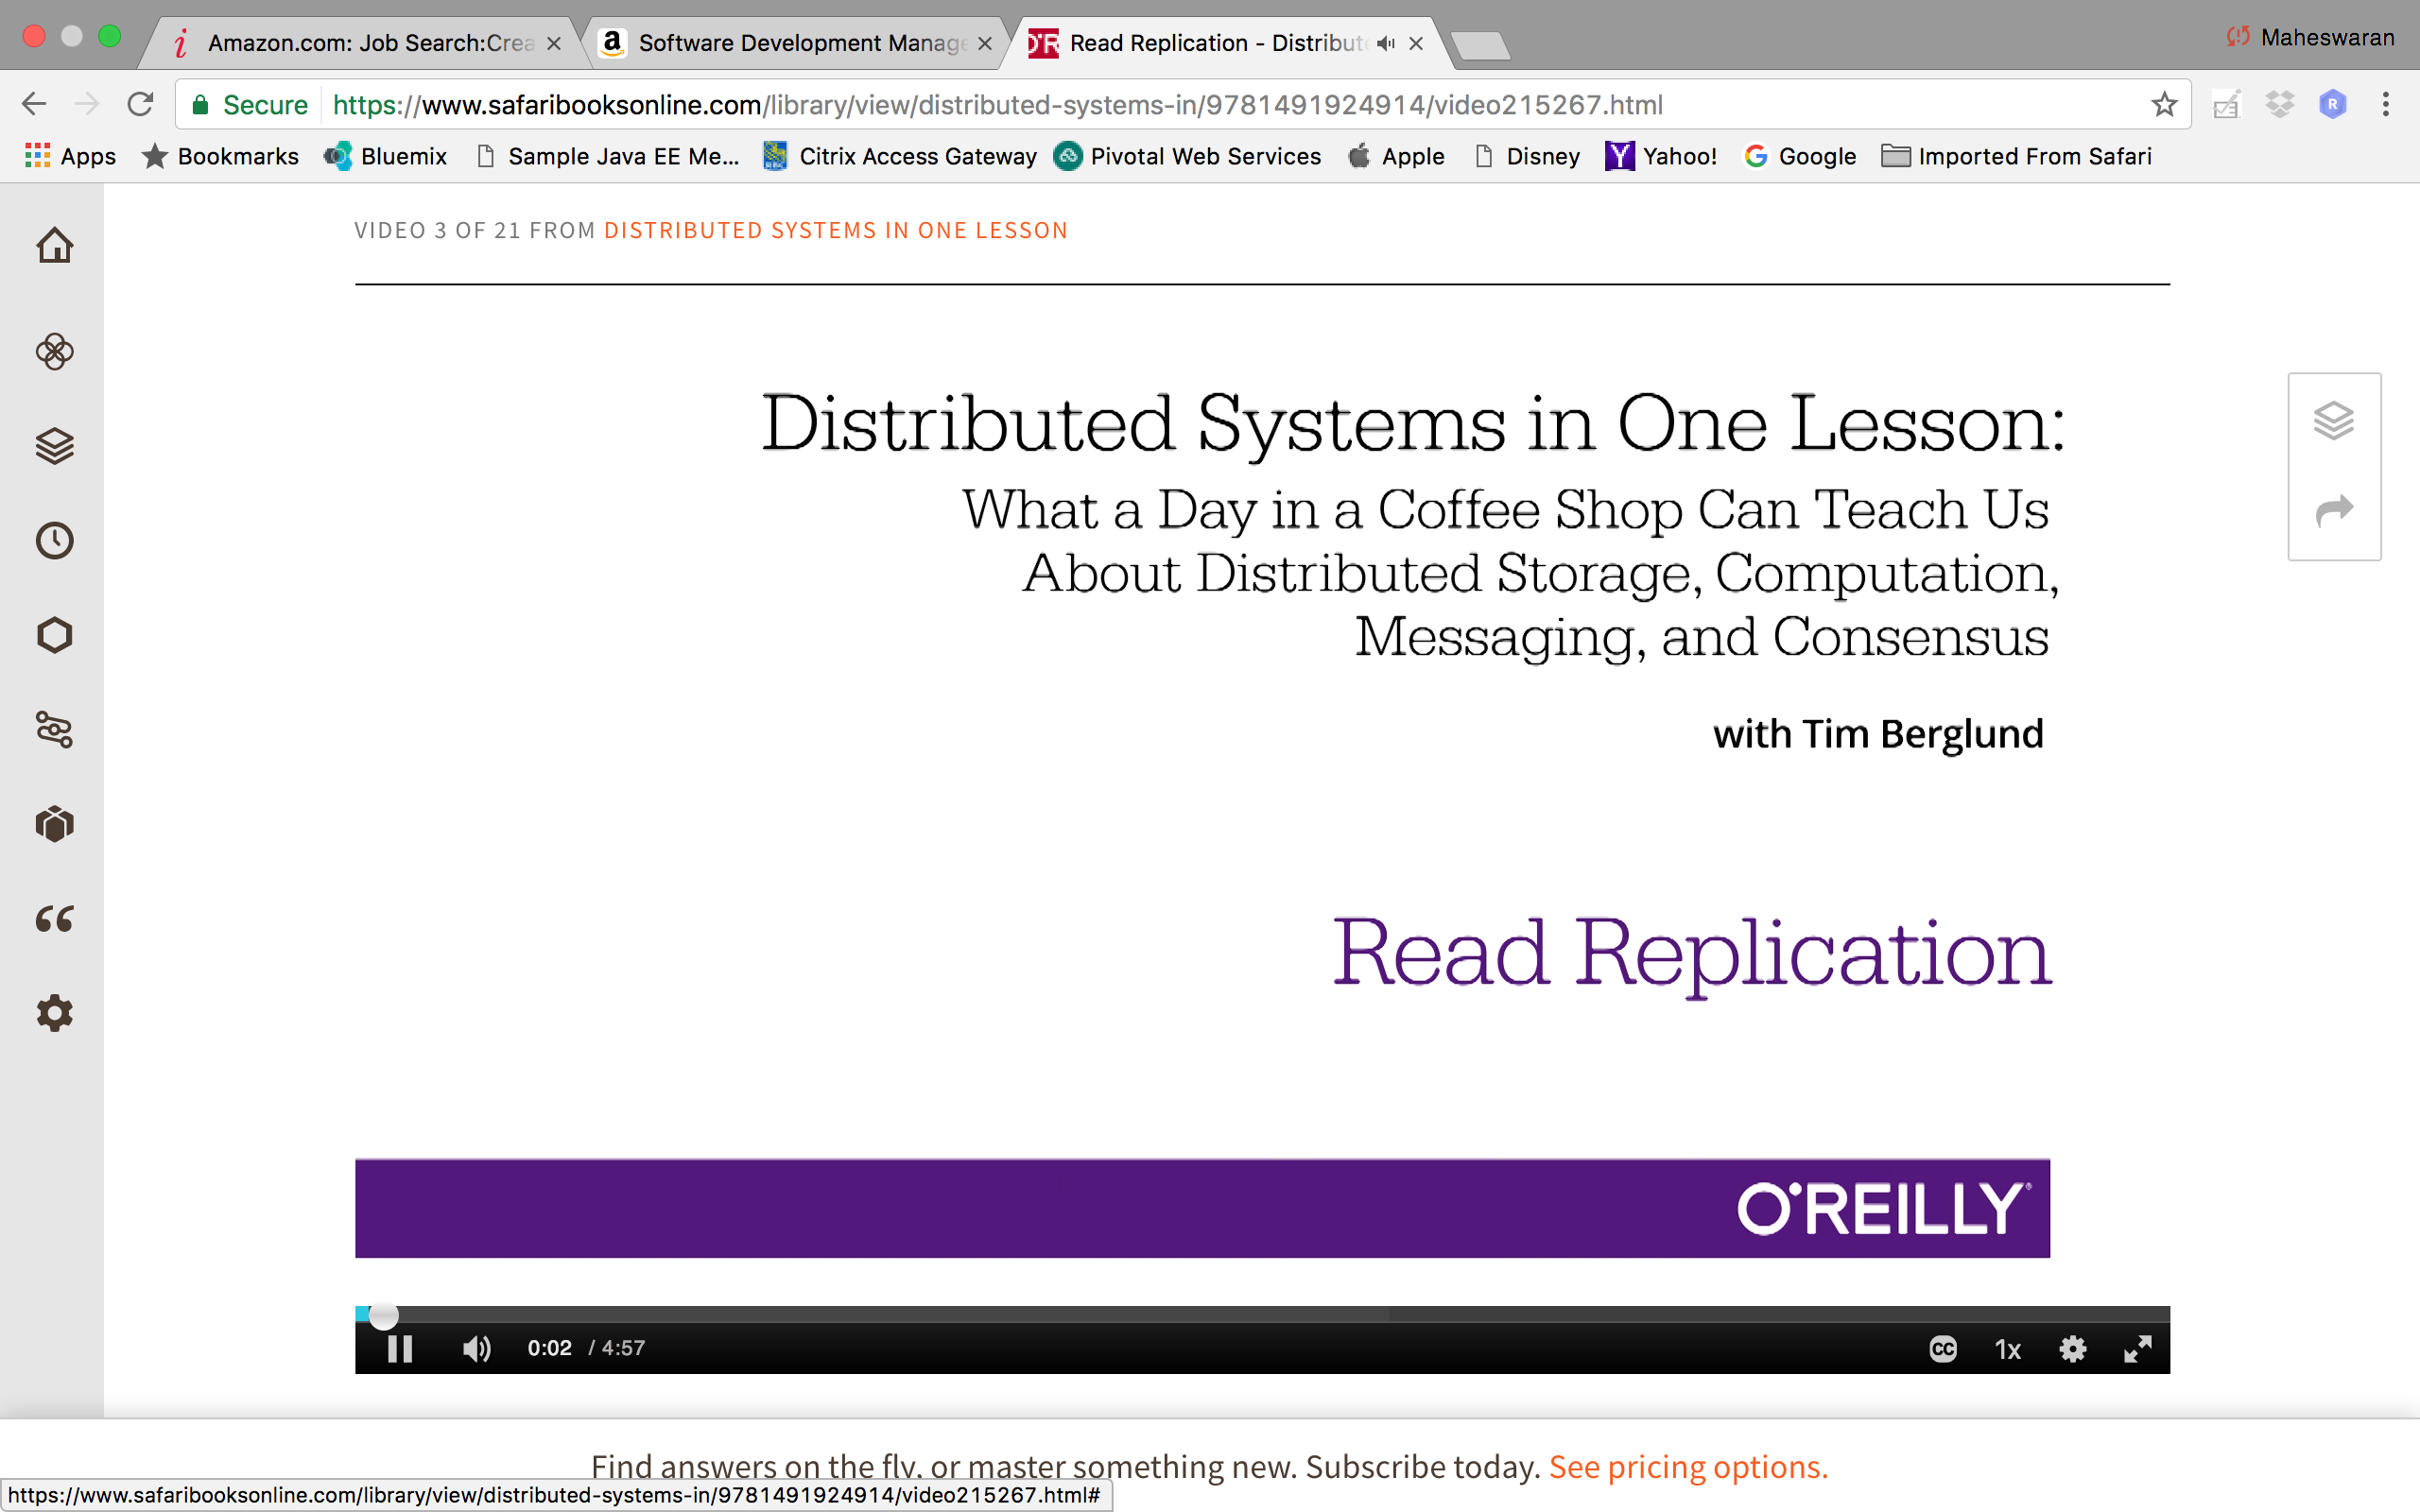 Amazon.com: Job Search:Crea
Software Development Manage
Read Replication - Distribute
Maheswaran
Secure https://www.safaribooksonline.com/library/view/distributed-systems-in/9781491924914/video215267.html
Apps Bookmarks Bluemix Sample Java EE Me... Citrix Access Gateway Pivotal Web Services Apple Disney Yahoo! Google Imported From Safari
VIDEO 3 OF 21 FROM DISTRIBUTED SYSTEMS IN ONE LESSON
Distributed Systems in One Lesson:
What a Day in a Coffee Shop Can Teach Us
About Distributed Storage, Computation,
Messaging, and Consensus
with Tim Berglund
Read Replication
O'REILLY
0:02 / 4:57 CC 1x
Find answers on the fly, or master something new. Subscribe today. See pricing options.
https://www.safaribooksonline.com/library/view/distributed-systems-in/9781491924914/video215267.html#